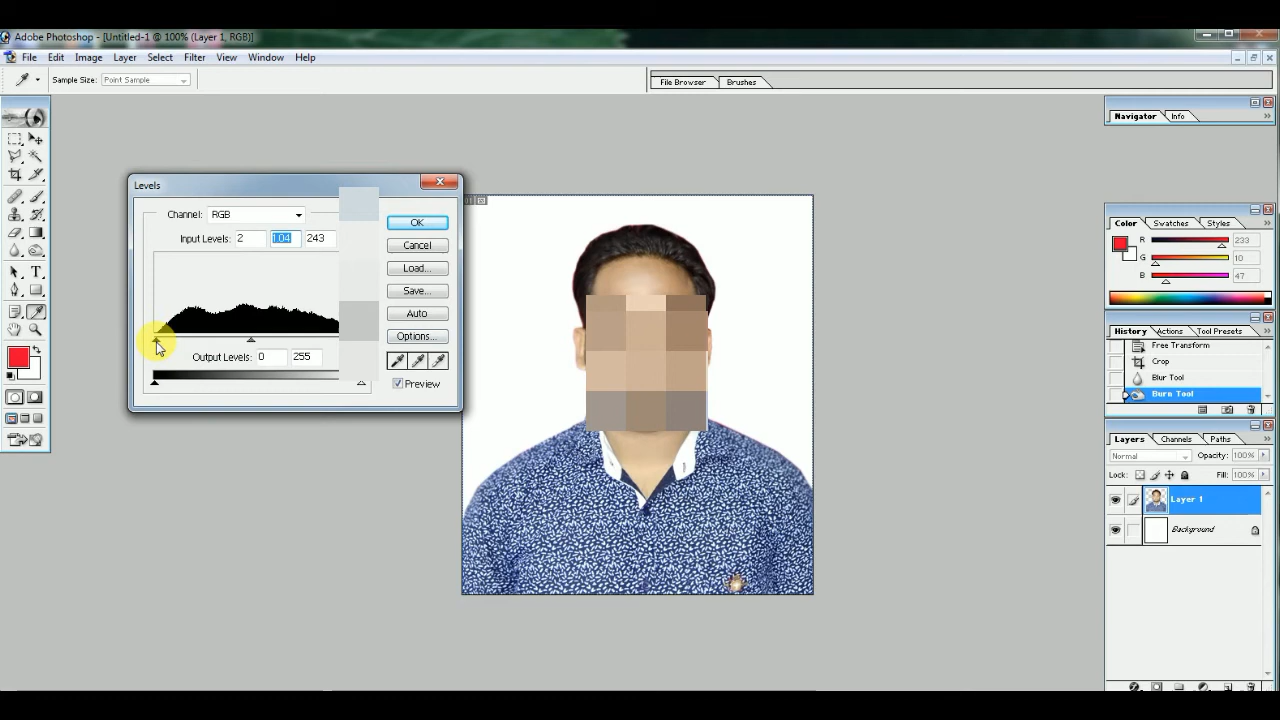 Adobe Photoshop - [Untitled-1 @ 100% (Layer 1, RGB)]
File Edit Image Layer Select Filter View Window Help
Sample Size: Point Sample
File Browser Brushes
Navigator Info
Levels
Channel: RGB
Input Levels: 2 104 243
Output Levels: 0 255
OK
Cancel
Load...
Save...
Auto
Options...
Preview
01
Color Swatches Styles
R 233
G 10
B 47
History Actions Tool Presets
Free Transform
Crop
Blur Tool
Burn Tool
Layers Channels Paths
Normal Opacity: 100%
Lock: Fill: 100%
Layer 1
Background